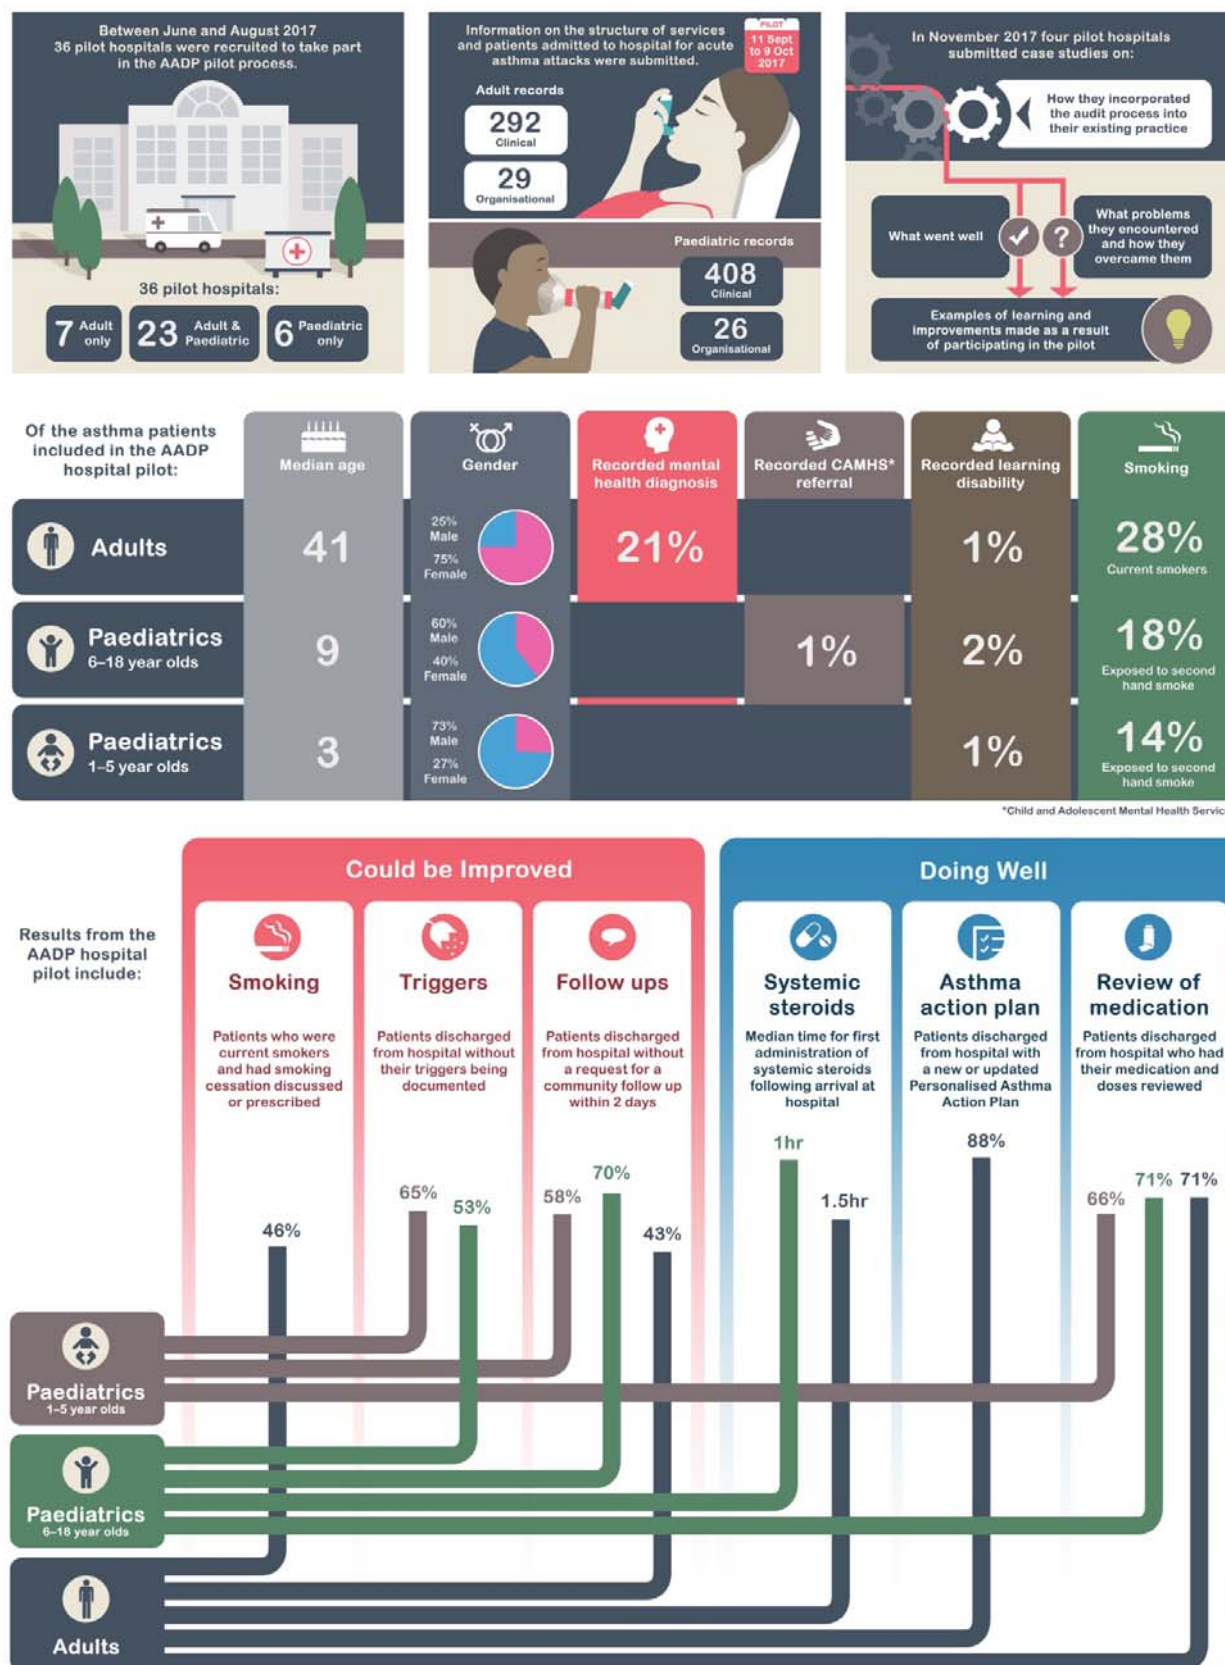 Between June and August 2017
36 pilot hospitals were recruited to take part
in the AADP pilot process.
36 pilot hospitals:
7 Adult only
23 Adult & Paediatric
6 Paediatric only
Information on the structure of services
and patients admitted to hospital for acute
asthma attacks were submitted.
PILOT
11 Sept
to 9 Oct
2017
Adult records
292
Clinical
29
Organisational
Paediatric records
408
Clinical
26
Organisational
In November 2017 four pilot hospitals
submitted case studies on:
How they incorporated
the audit process into
their existing practice
What went well
?
What problems
they encountered
and how they
overcame them
Examples of learning and
improvements made as a result
of participating in the pilot
Of the asthma patients
included in the AADP
hospital pilot:
Median age
Gender
Recorded mental
health diagnosis
Recorded CAMHS*
referral
Recorded learning
disability
Smoking
Adults
41
25%
Male
75%
Female
21%
1%
28%
Current smokers
Paediatrics
6–18 year olds
9
60%
Male
40%
Female
1%
2%
18%
Exposed to second
hand smoke
Paediatrics
1–5 year olds
3
73%
Male
27%
Female
1%
14%
Exposed to second
hand smoke
*Child and Adolescent Mental Health Servic
Results from the
AADP hospital
pilot include:
Could be Improved
Smoking
Patients who were
current smokers
and had smoking
cessation discussed
or prescribed
46%
Triggers
Patients discharged
from hospital without
their triggers being
documented
65%
53%
Follow ups
Patients discharged
from hospital without
a request for a
community follow up
within 2 days
58%
70%
43%
Doing Well
Systemic
steroids
Median time for first
administration of
systemic steroids
following arrival at
hospital
1hr
1.5hr
Asthma
action plan
Patients discharged
from hospital with
a new or updated
Personalised Asthma
Action Plan
88%
Review of
medication
Patients discharged
from hospital who had
their medication and
doses reviewed
66%
71%
71%
Paediatrics
1–5 year olds
Paediatrics
6–18 year olds
Adults